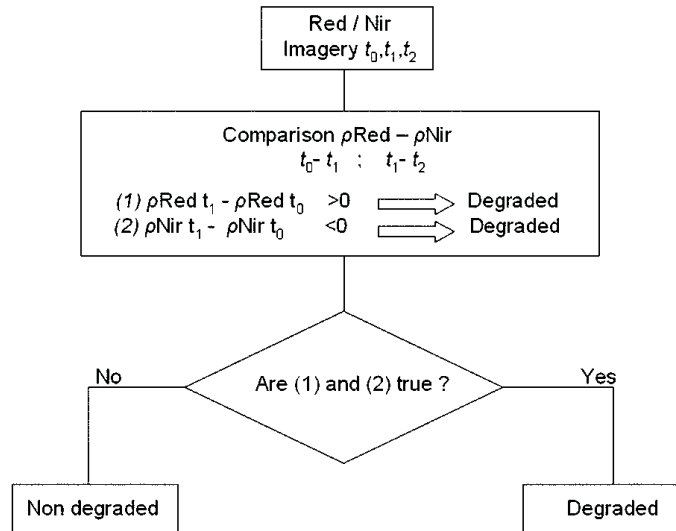 Red / Nir
Imagery t₀,t₁,t₂
Comparison ρRed – ρNir
t₀- t₁ ; t₁- t₂
(1) ρRed t₁ - ρRed t₀ >0 Degraded
(2) ρNir t₁ - ρNir t₀ <0 Degraded
No
Are (1) and (2) true ?
Yes
Non degraded
Degraded